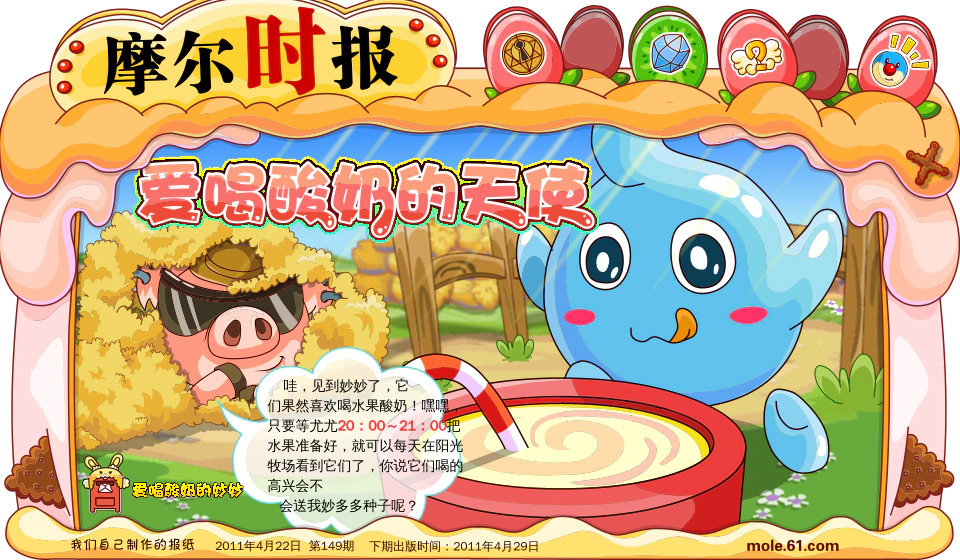 摩尔时报
爱喝酸奶的天使
哇，见到妙妙了，它
们果然喜欢喝水果酸奶！嘿嘿，
只要等尤尤20：00～21：00把
水果准备好，就可以每天在阳光
牧场看到它们了，你说它们喝的
高兴会不
会送我妙多多种子呢？
爱喝酸奶的妙妙
我们自己制作的报纸 2011年4月22日 第149期 下期出版时间：2011年4月29日 mole.61.com